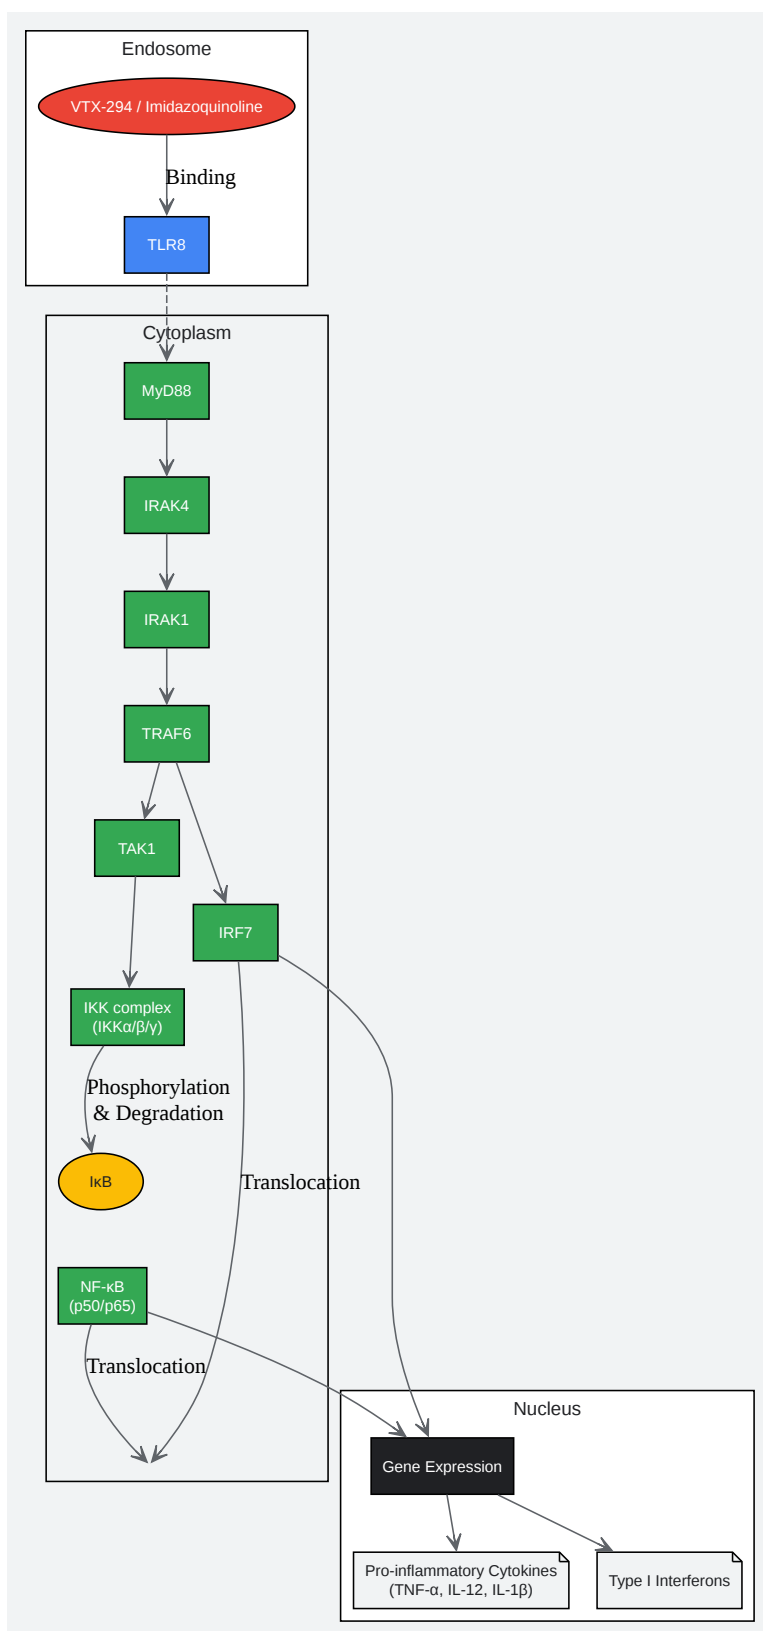 Endosome
VTX-294 / Imidazoquinoline
Binding
TLR8
Cytoplasm
MyD88
IRAK4
IRAK1
TRAF6
TAK1
IRF7
IKK complex
(IKKα/β/γ)
Phosphorylation
& Degradation
IκB
Translocation
NF-κB
(p50/p65)
Translocation
Nucleus
Gene Expression
Pro-inflammatory Cytokines
(TNF-α, IL-12, IL-1β)
Type I Interferons